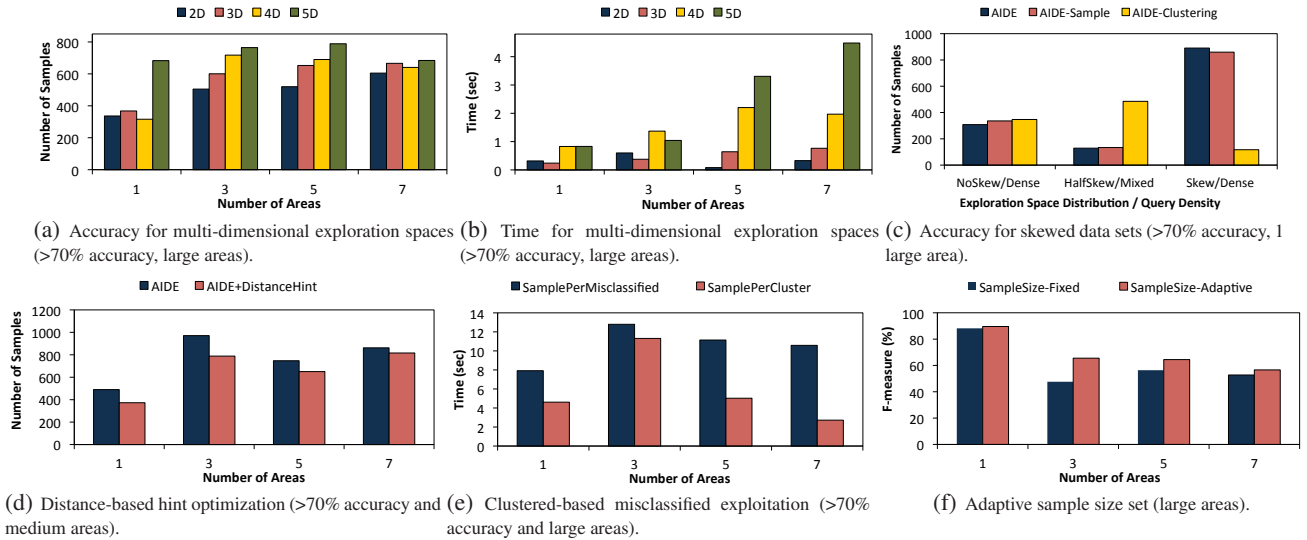 2D 3D 4D 5D
Number of Samples
800
600
400
200
0
1 3 5 7
Number of Areas
(a) Accuracy for multi-dimensional exploration spaces
(>70% accuracy, large areas).
2D 3D 4D 5D
Time (sec)
4
3
2
1
0
1 3 5 7
Number of Areas
(b) Time for multi-dimensional exploration spaces
(>70% accuracy, large areas).
AIDE AIDE-Sample AIDE-Clustering
Number of Samples
1000
800
600
400
200
0
NoSkew/Dense HalfSkew/Mixed Skew/Dense
Exploration Space Distribution / Query Density
(c) Accuracy for skewed data sets (>70% accuracy, 1
large area).
AIDE AIDE+DistanceHint
Number of Samples
1200
1000
800
600
400
200
0
1 3 5 7
Number of Areas
(d) Distance-based hint optimization (>70% accuracy and
medium areas).
SamplePerMisclassified SamplePerCluster
Time (sec)
14
12
10
8
6
4
2
0
1 3 5 7
Number of Areas
(e) Clustered-based misclassified exploitation (>70%
accuracy and large areas).
SampleSize-Fixed SampleSize-Adaptive
F-measure (%)
100
80
60
40
20
0
1 3 5 7
Number of Areas
(f) Adaptive sample size set (large areas).